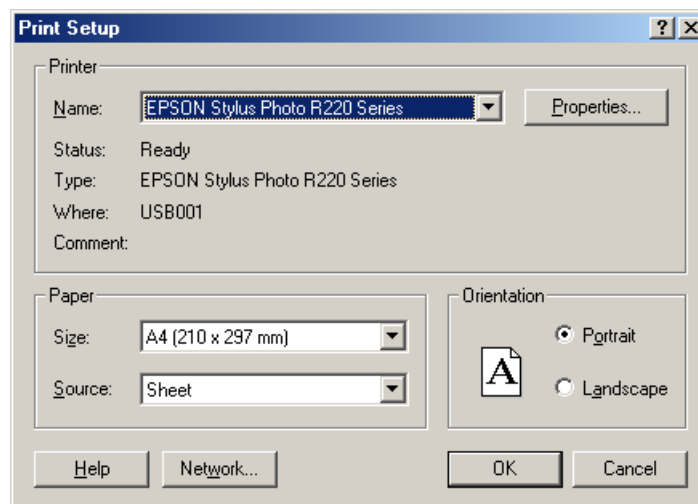 Print Setup
Printer
Name: EPSON Stylus Photo R220 Series Properties...
Status: Ready
Type: EPSON Stylus Photo R220 Series
Where: USB001
Comment:
Paper
Size: A4 (210 x 297 mm)
Source: Sheet
Orientation
A
Portrait
Landscape
Help Network... OK Cancel